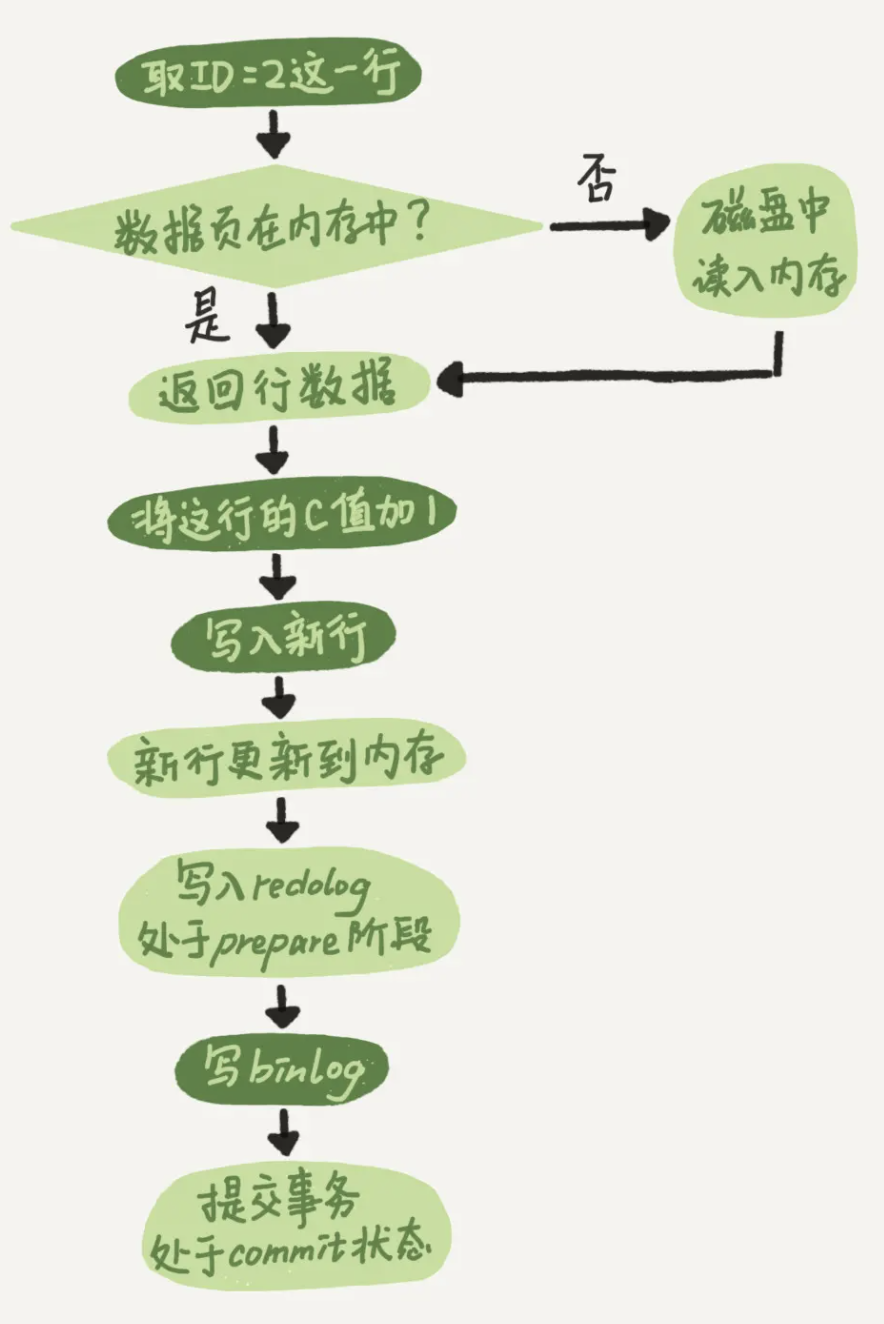 取ID=2这一行
数据页在内存中？
否
磁盘中
读入内存
是
返回行数据
将这行的C值加1
写入新行
新行更新到内存
写入redolog
处于prepare阶段
写binlog
提交事务
处于commit状态